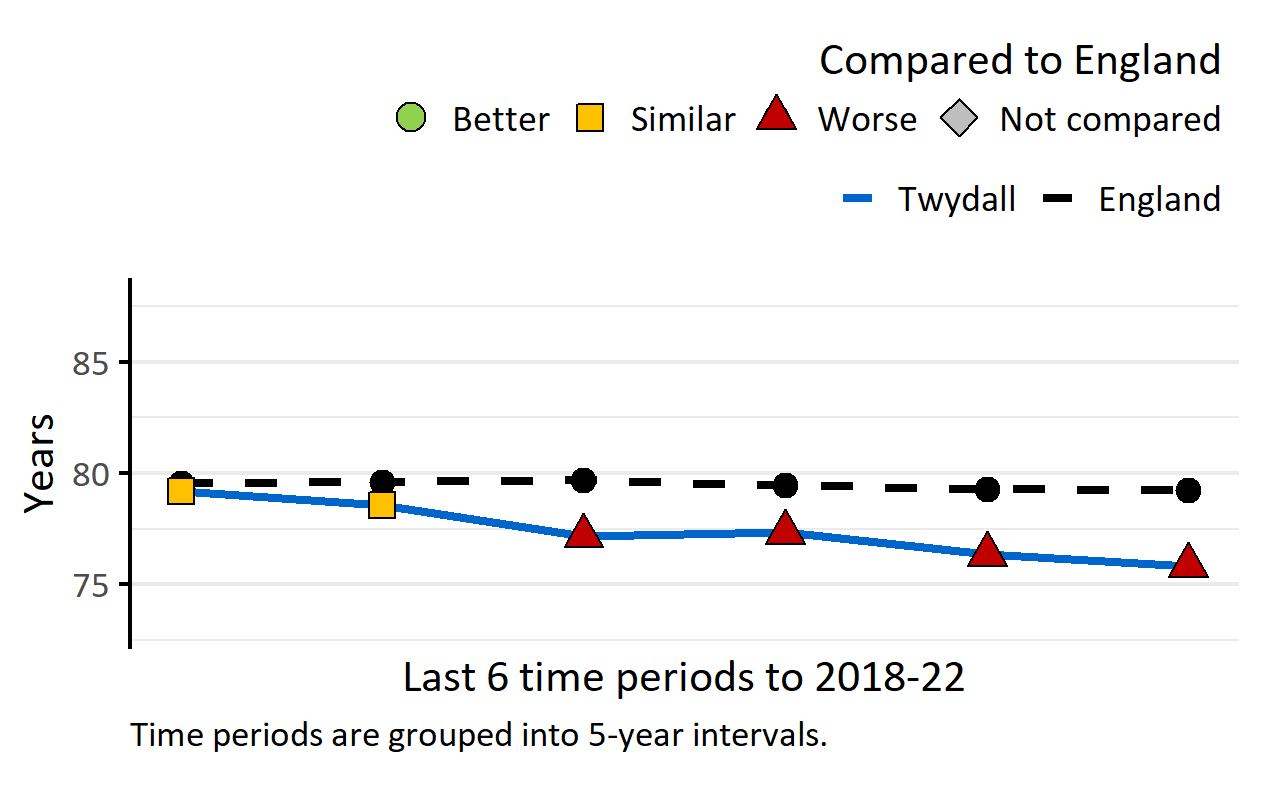 Compared to England
Better Similar Worse Not compared
Twydall England
Years
85
80
75
Last 6 time periods to 2018-22
Time periods are grouped into 5-year intervals.